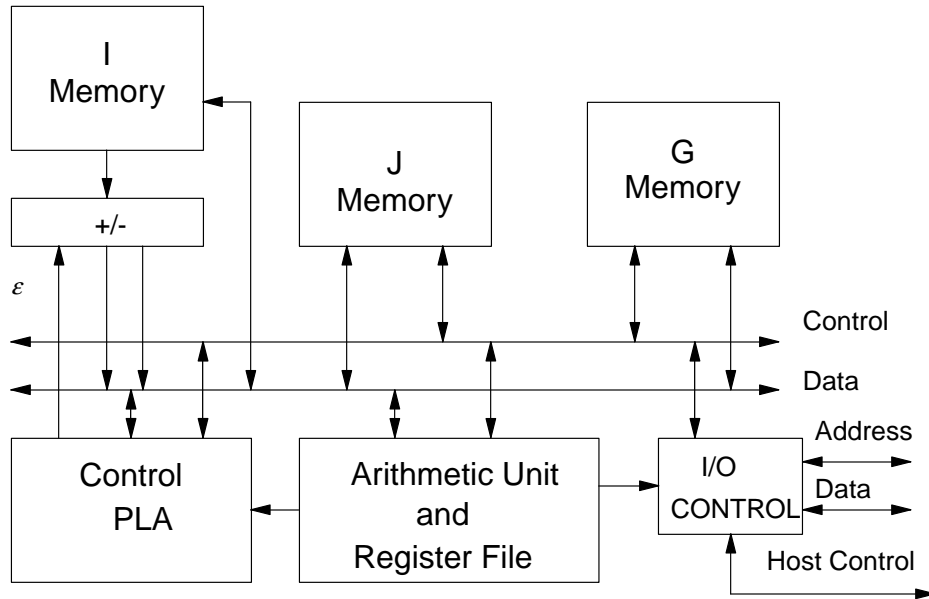 I
Memory
J
Memory
G
Memory
+/-
ε
Control
Data
Control
PLA
Arithmetic Unit
and
Register File
I/O
CONTROL
Address
Data
Host Control